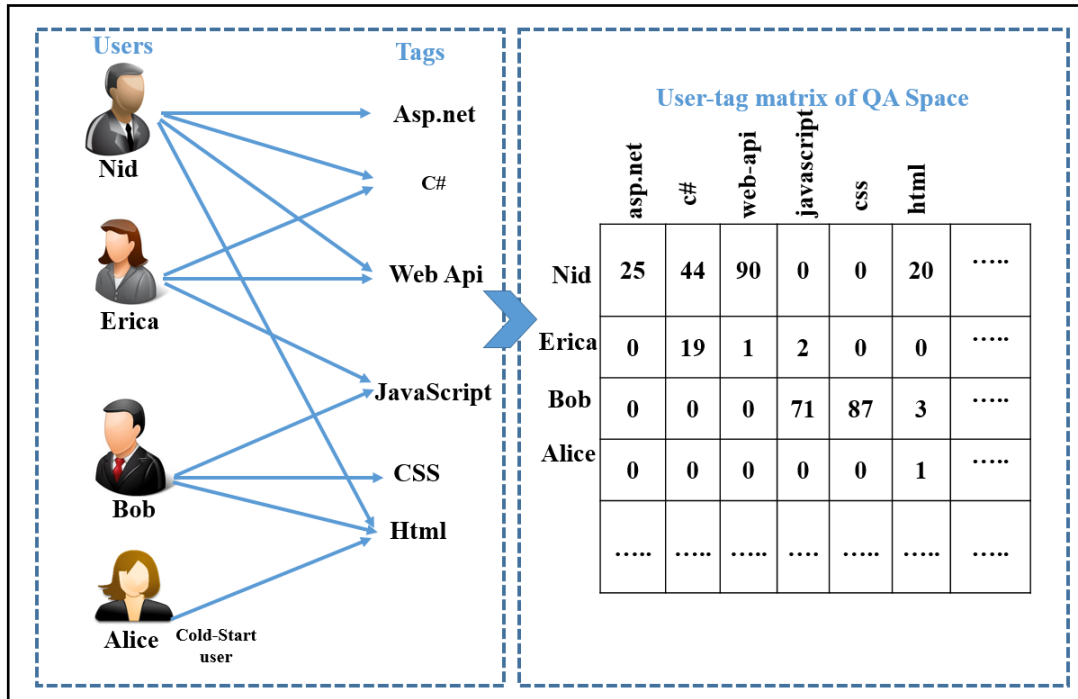 Users
Tags
Nid
Asp.net
C#
Erica
Web Api
JavaScript
Bob
CSS
Html
Alice
Cold-Start
user
User-tag matrix of QA Space
asp.net c# web-api javascript css html
Nid 25 44 90 0 0 20 .....
Erica 0 19 1 2 0 0 .....
Bob 0 0 0 71 87 3 .....
Alice 0 0 0 0 0 1 .....
..... ..... ..... .... ..... ..... .....